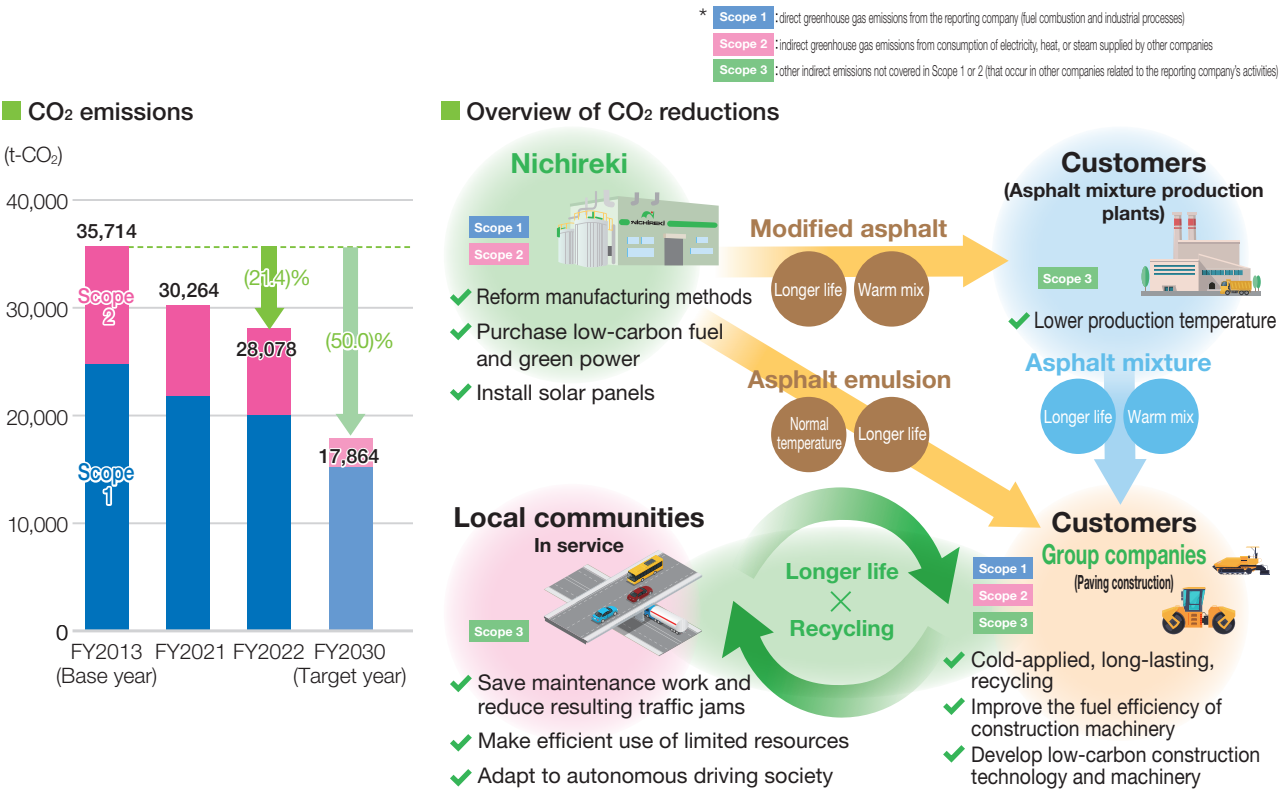 * Scope 1 : direct greenhouse gas emissions from the reporting company (fuel combustion and industrial processes)
Scope 2 : indirect greenhouse gas emissions from consumption of electricity, heat, or steam supplied by other companies
Scope 3 : other indirect emissions not covered in Scope 1 or 2 (that occur in other companies related to the reporting company's activities)
CO₂ emissions
(t-CO₂)
40,000
30,000
20,000
10,000
0
35,714
30,264
28,078
17,864
(21.4)%
(50.0)%
Scope
2
Scope
1
FY2013
(Base year)
FY2021
FY2022
FY2030
(Target year)
Overview of CO₂ reductions
Nichireki
Scope 1
Scope 2
NICHIREKI
Reform manufacturing methods
Purchase low-carbon fuel
and green power
Install solar panels
Modified asphalt
Longer life
Warm mix
Customers
(Asphalt mixture production
plants)
Scope 3
Lower production temperature
Asphalt emulsion
Normal
temperature
Longer life
Asphalt mixture
Longer life
Warm mix
Local communities
In service
Scope 3
Save maintenance work and
reduce resulting traffic jams
Make efficient use of limited resources
Adapt to autonomous driving society
Longer life
×
Recycling
Customers
Group companies
(Paving construction)
Scope 1
Scope 2
Scope 3
Cold-applied, long-lasting,
recycling
Improve the fuel efficiency of
construction machinery
Develop low-carbon construction
technology and machinery